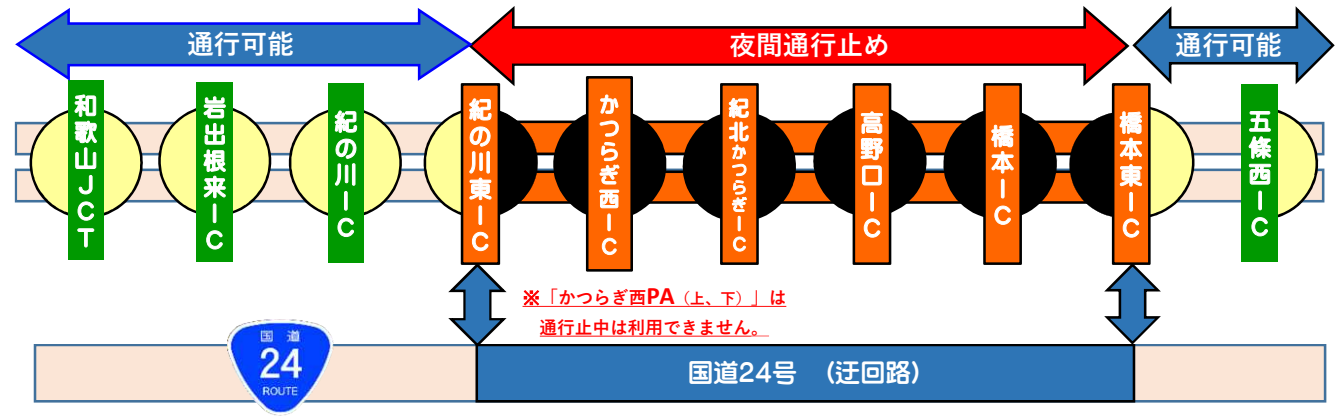 通行可能
夜間通行止め
通行可能
和歌山JCT
岩出根来IC
紀の川IC
紀の川東IC
かつらぎ西IC
紀北かつらぎIC
高野口IC
橋本IC
橋本東IC
五條西IC
※「かつらぎ西PA（上、下）」は
通行止中は利用できません。
国道
24
ROUTE
国道24号　（迂回路）